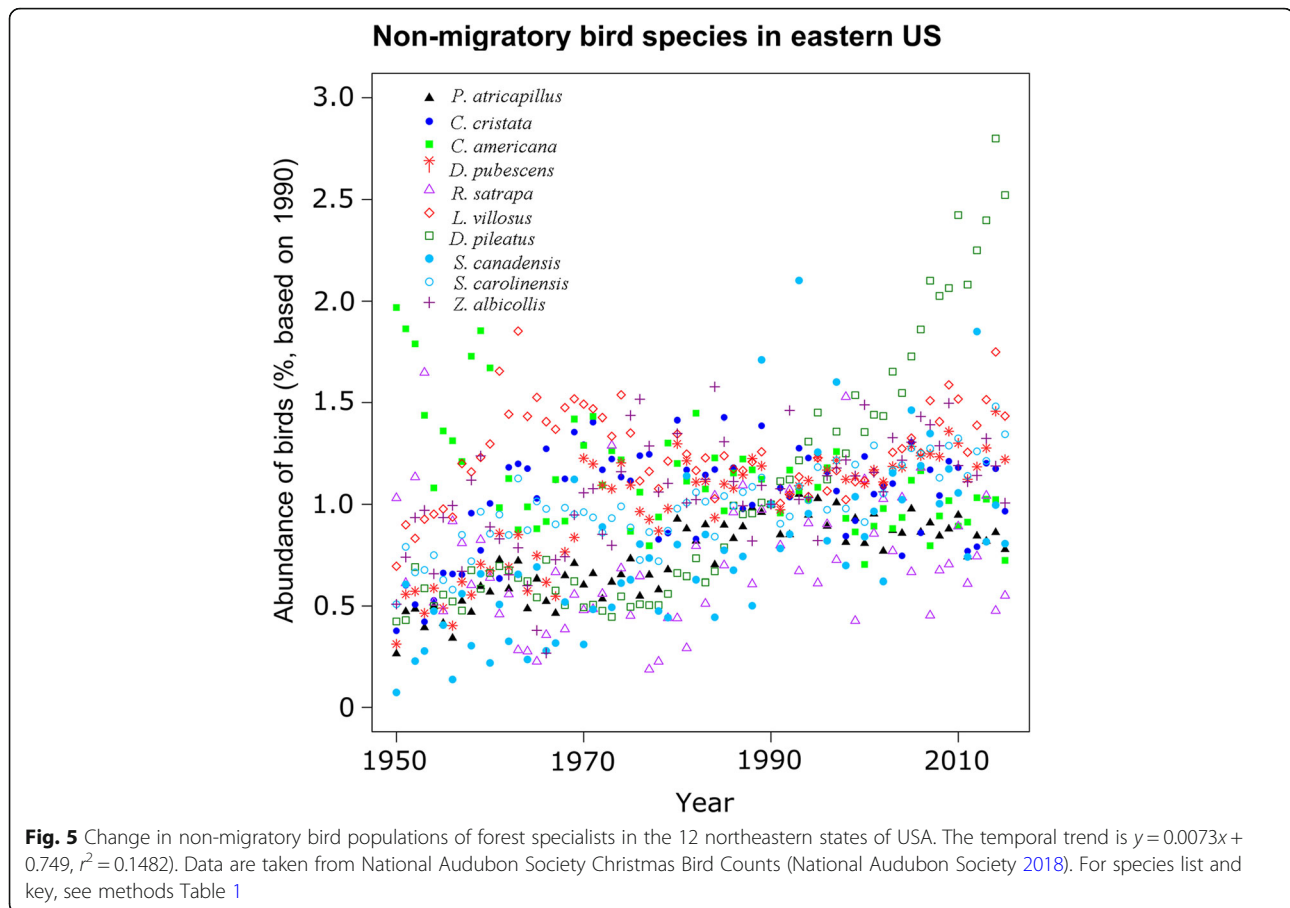 Non-migratory bird species in eastern US
Abundance of birds (%, based on 1990)
3.0
2.5
2.0
1.5
1.0
0.5
0
P. atricapillus
C. cristata
C. americana
D. pubescens
R. satrapa
L. villosus
D. pileatus
S. canadensis
S. carolinensis
Z. albicollis
1950
1970
1990
2010
Year
Fig. 5 Change in non-migratory bird populations of forest specialists in the 12 northeastern states of USA. The temporal trend is y = 0.0073x +
0.749, r² = 0.1482). Data are taken from National Audubon Society Christmas Bird Counts (National Audubon Society 2018). For species list and
key, see methods Table 1